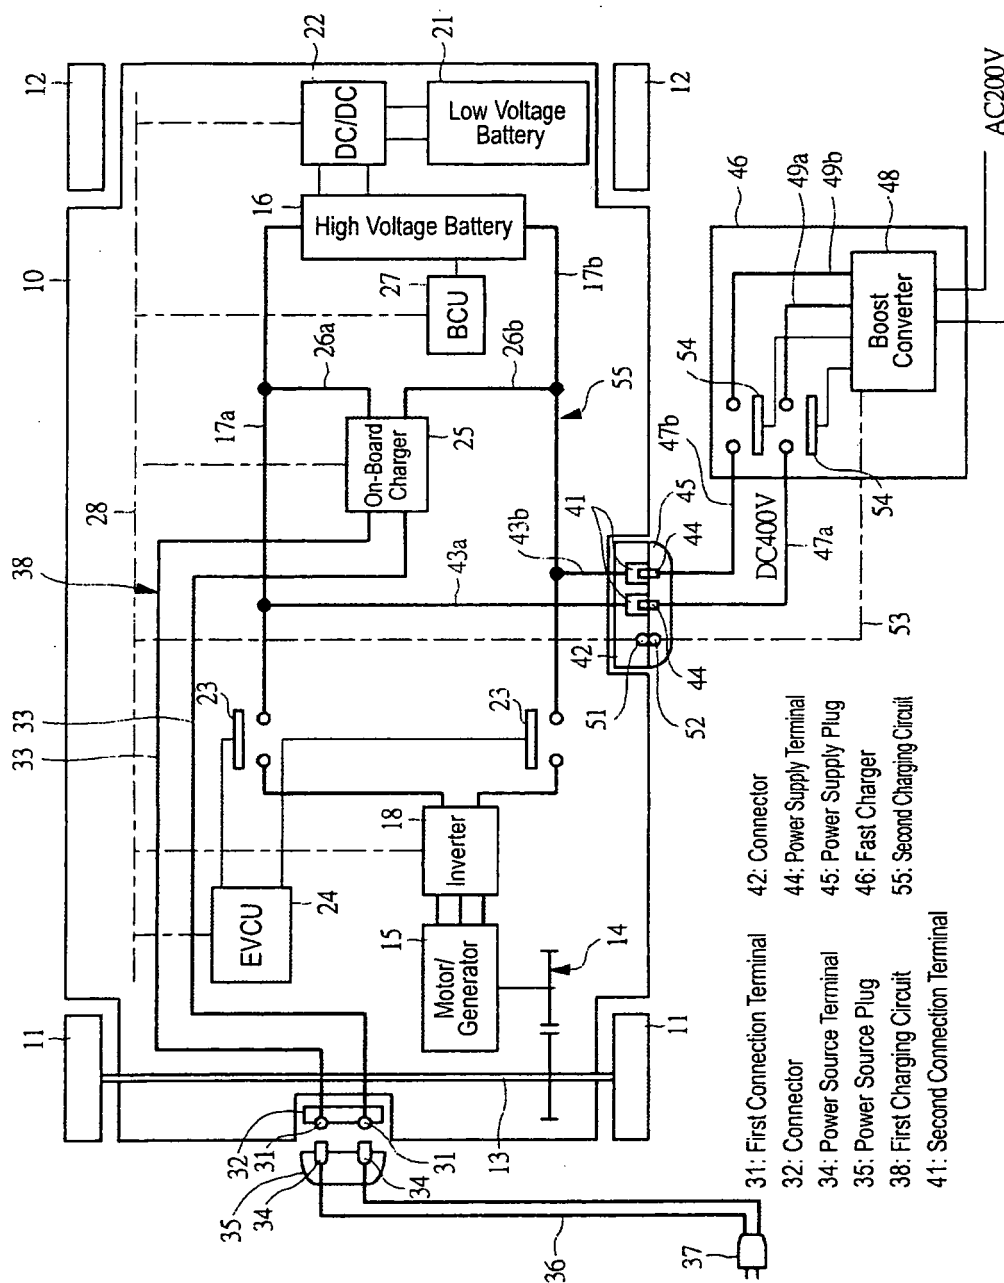 33
38
11
10
12
33
28
35
34
32
31
EVCU
24
23
17a
26a
16
22
DC/DC
36
34
31
13
15
18
Motor/
Generator
Inverter
On-Board
Charger
25
43a
27
BCU
High Voltage Battery
21
Low Voltage
Battery
14
23
43b
41
26b
17b
55
11
12
42
51
52
44
44
45
47b
54
46
49a
49b
48
37
DC400V
47a
54
Boost
Converter
53
AC200V
31: First Connection Terminal
32: Connector
34: Power Source Terminal
35: Power Source Plug
38: First Charging Circuit
41: Second Connection Terminal
42: Connector
44: Power Supply Terminal
45: Power Supply Plug
46: Fast Charger
55: Second Charging Circuit